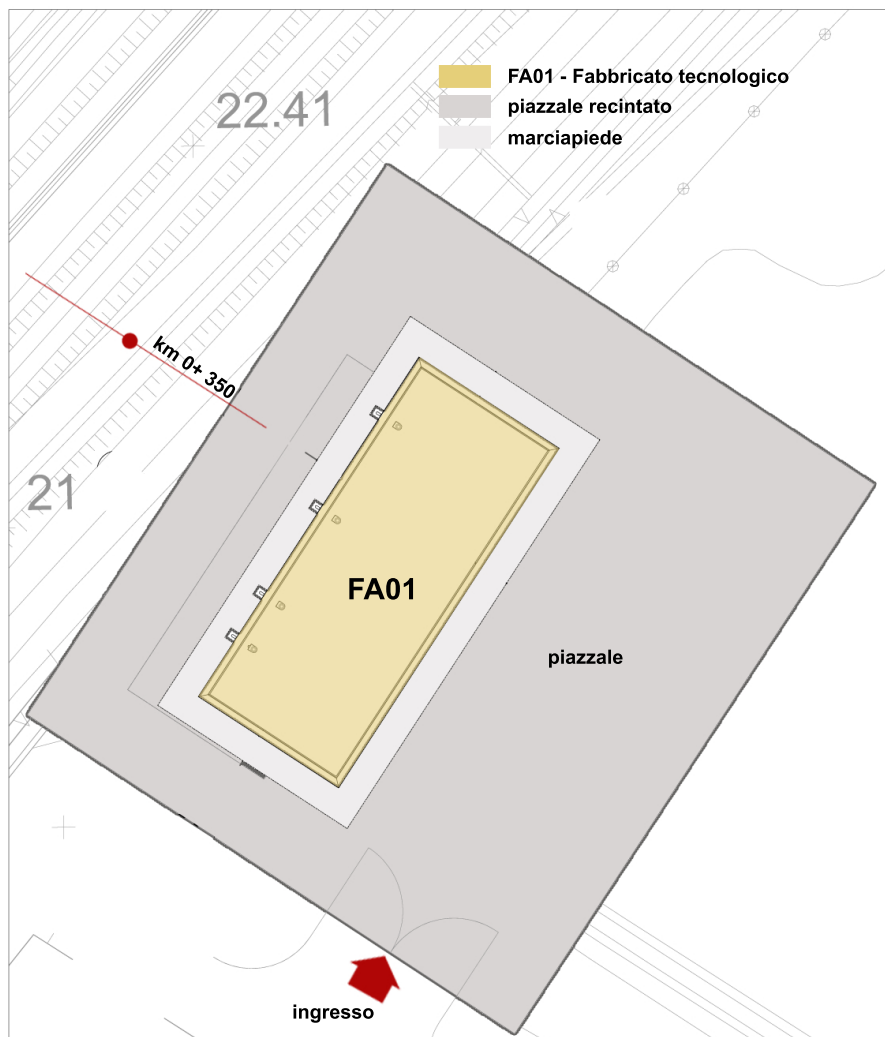 FA01 - Fabbricato tecnologico
piazzale recintato
marciapiede
22.41
km 0+ 350
21
FA01
piazzale
ingresso